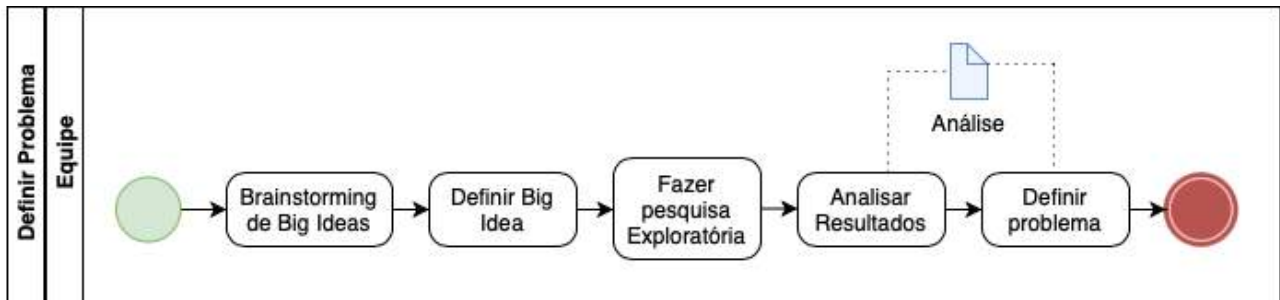 Definir Problema
Equipe
Brainstorming
de Big Ideas
Definir Big
Idea
Fazer
pesquisa
Exploratória
Analisar
Resultados
Análise
Definir
problema